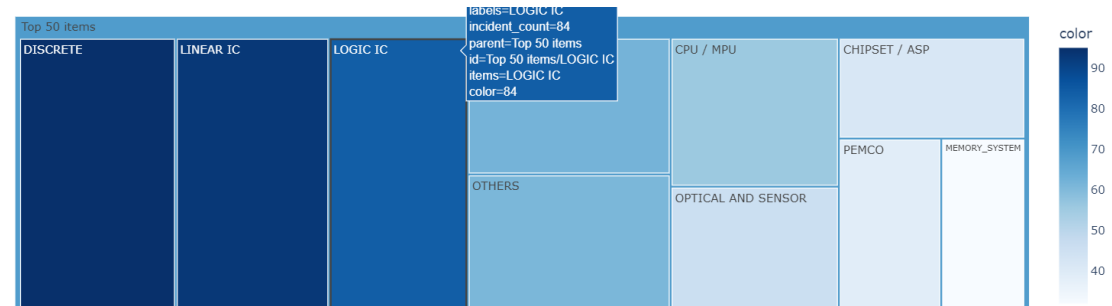 labels=LOGIC IC
incident_count=84
parent=Top 50 items
id=Top 50 items/LOGIC IC
items=LOGIC IC
color=84
Top 50 items
DISCRETE
LINEAR IC
LOGIC IC
CPU / MPU
CHIPSET / ASP
OTHERS
OPTICAL AND SENSOR
PEMCO
MEMORY_SYSTEM
color
90
80
70
60
50
40